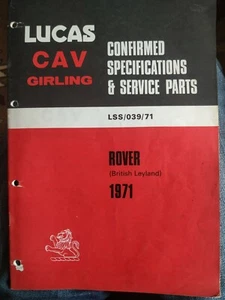 LUCAS
CAV
GIRLING
CONFIRMED
SPECIFICATIONS
& SERVICE PARTS
LSS/039/71
ROVER
(British Leyland)
1971